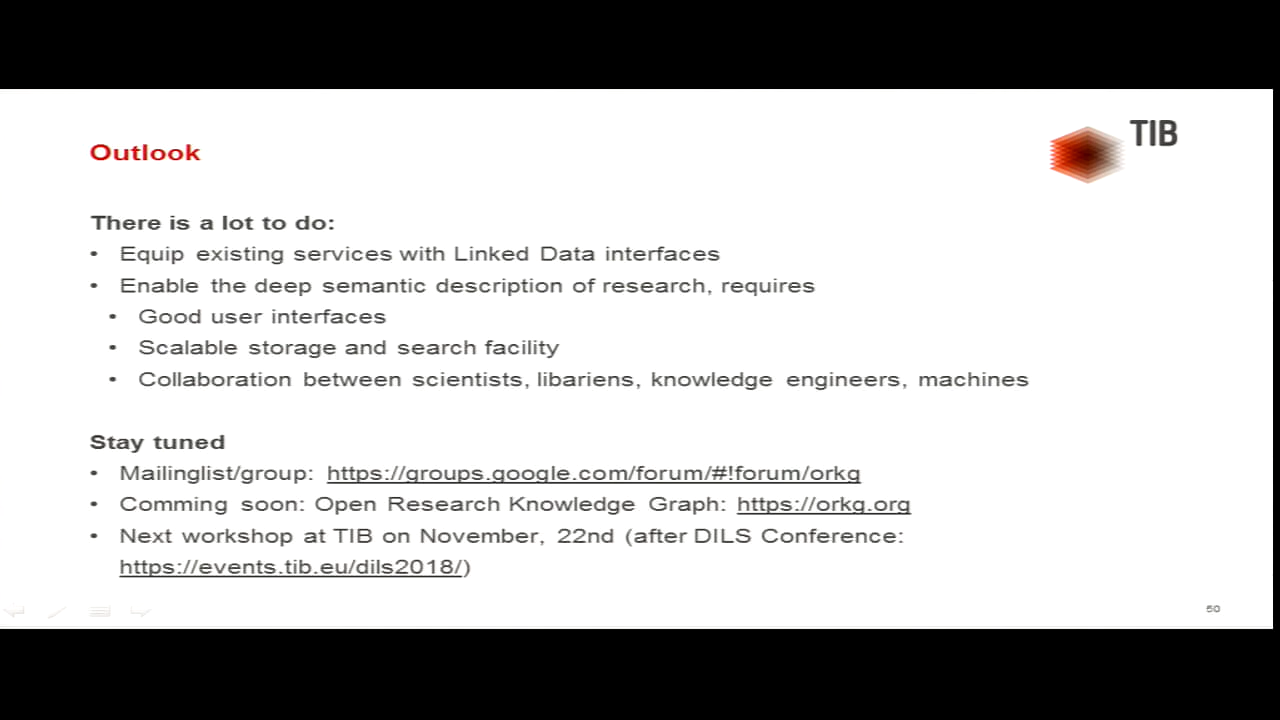 TIB
Outlook
There is a lot to do:
• Equip existing services with Linked Data interfaces
• Enable the deep semantic description of research, requires
• Good user interfaces
• Scalable storage and search facility
• Collaboration between scientists, libariens, knowledge engineers, machines
Stay tuned
• Mailinglist/group: https://groups.google.com/forum/#!forum/orkg
• Comming soon: Open Research Knowledge Graph: https://orkg.org
• Next workshop at TIB on November, 22nd (after DILS Conference:
https://events.tib.eu/dils2018/)
50